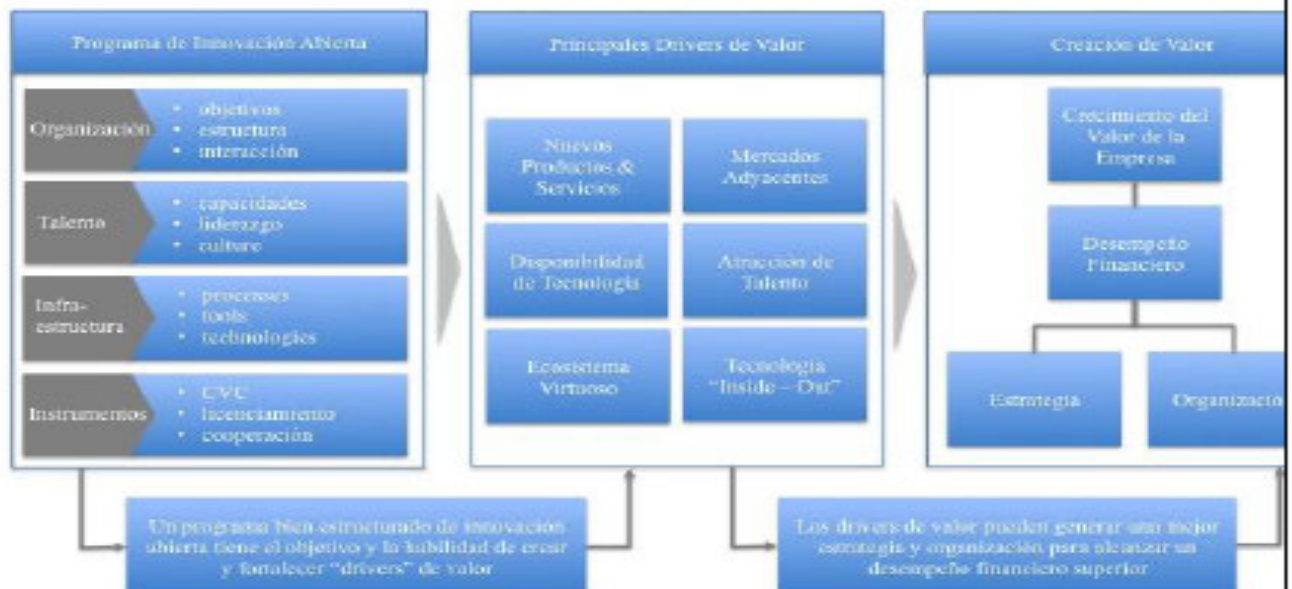 Programa de Innovación Abierta
Organización
• objetivos
• estructura
• interacción
Talento
• capacidades
• liderazgo
• culture
Infra-
estructura
• processes
• tools
• technologies
Instrumentos
• CVC
• licenciamiento
• cooperación
Principales Drivers de Valor
Nuevos
Productos &
Servicios
Mercados
Adyacentes
Disponibilidad
de Tecnología
Atracción de
Talento
Ecosistema
Virtuoso
Tecnología
“Inside – Out”
Creación de Valor
Crecimiento del
Valor de la
Empresa
Desempeño
Financiero
Estrategia
Organizació
Un programa bien estructurado de innovación
abierta tiene el objetivo y la habilidad de crear
y fortalecer “drivers” de valor
Los drivers de valor pueden generar una mejor
estrategia y organización para alcanzar un
desempeño financiero superior